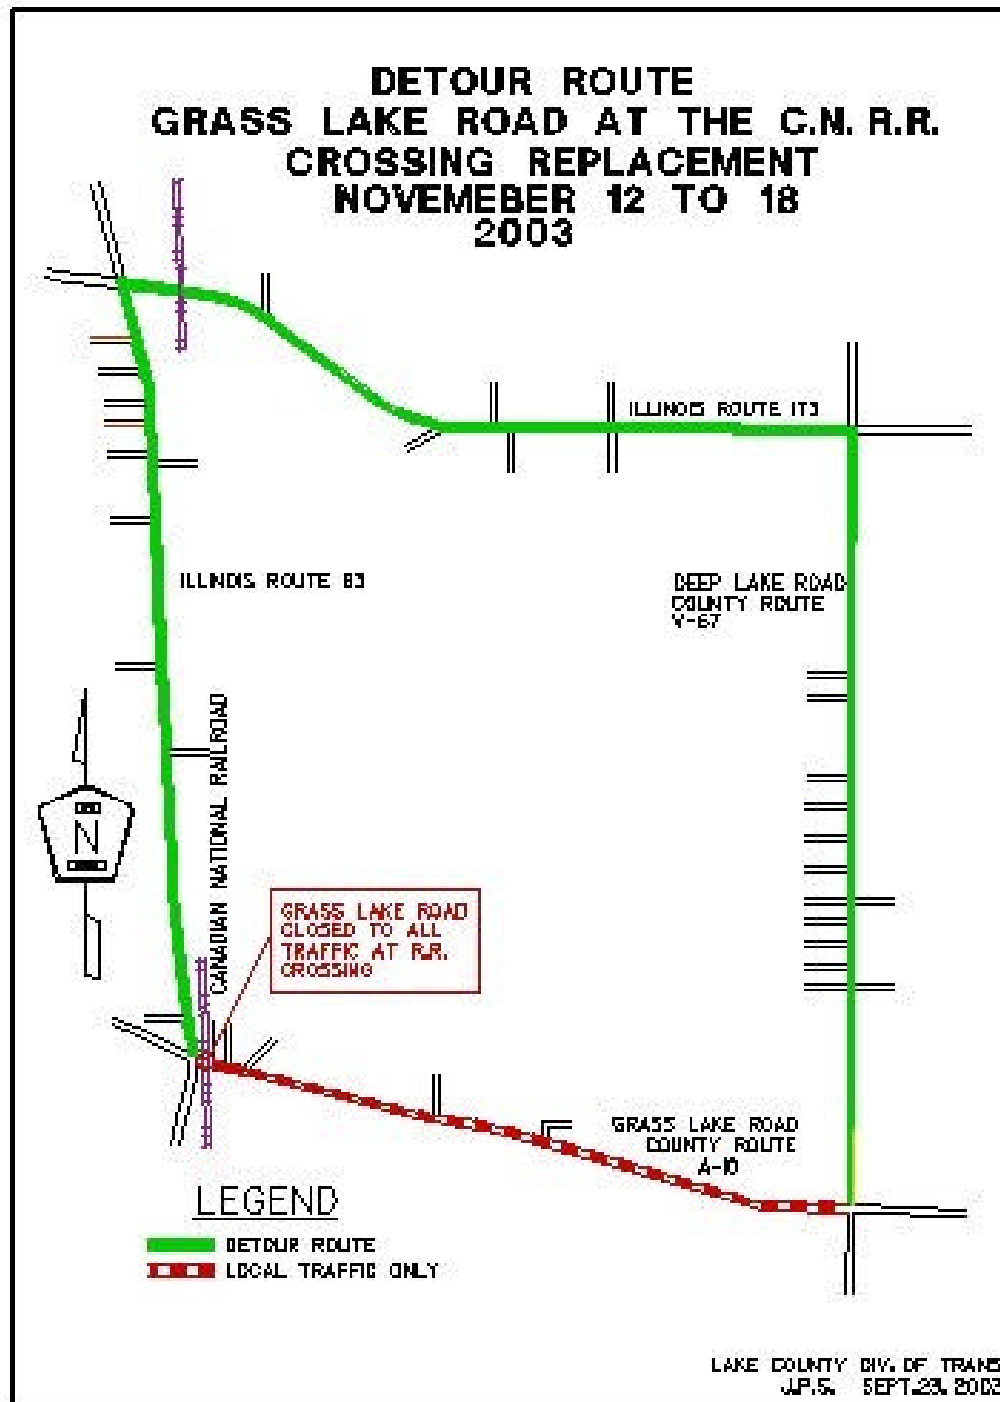 DETOUR ROUTE
GRASS LAKE ROAD AT THE C.N. R.R.
CROSSING REPLACEMENT
NOVEMEBER 12 TO 18
2003
ILLINOIS ROUTE 173
ILLINOIS ROUTE 83
DEEP LAKE ROAD
COUNTY ROUTE
V-67
CANADIAN NATIONAL RAILROAD
N
GRASS LAKE ROAD
CLOSED TO ALL
TRAFFIC AT R.R.
CROSSING
GRASS LAKE ROAD
COUNTY ROUTE
A-10
LEGEND
DETOUR ROUTE
LOCAL TRAFFIC ONLY
LAKE COUNTY DIV. OF TRANS
J.P.S. SEPT.